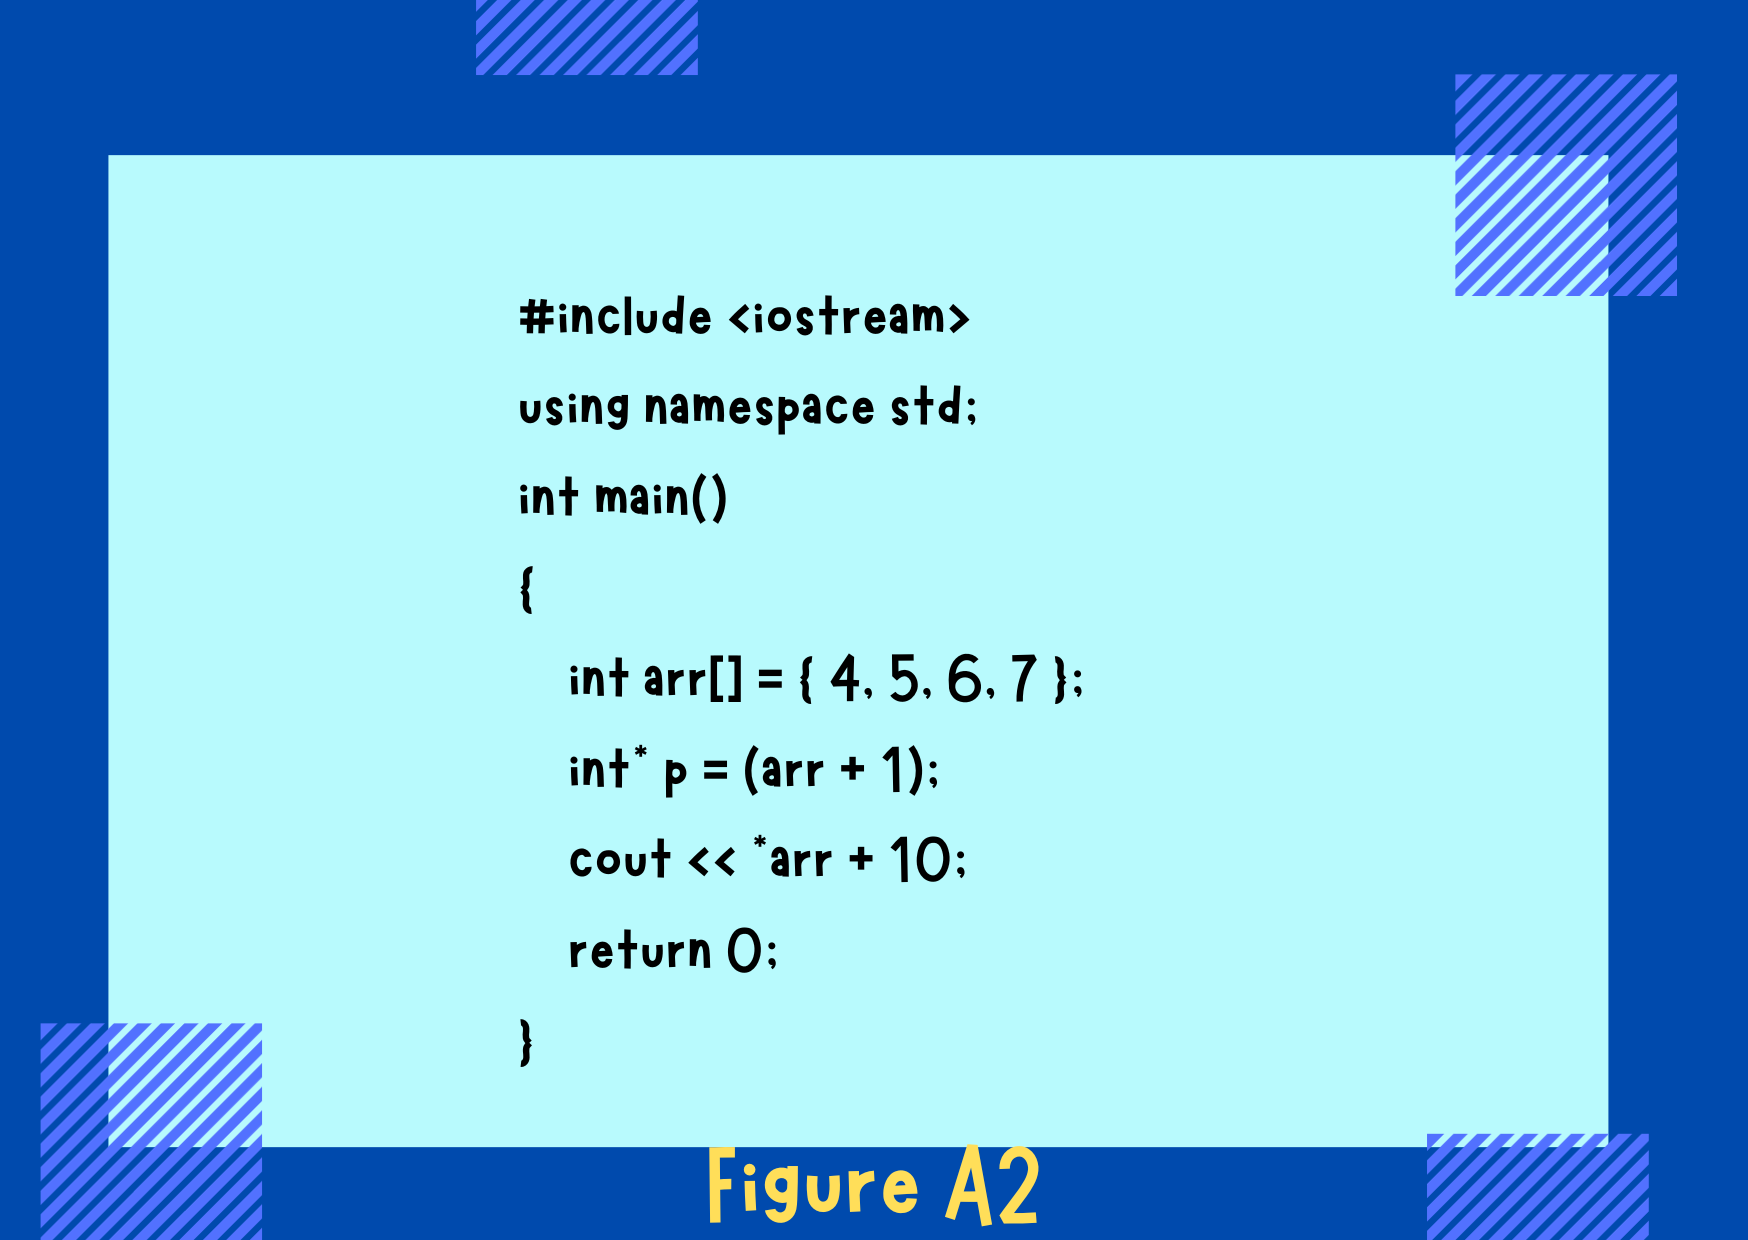 #include <iostream>
using namespace std;
int main()
{
int arr[] = { 4, 5, 6, 7 };
int* p = (arr + 1);
cout << *arr + 10;
return 0;
}
Figure A2